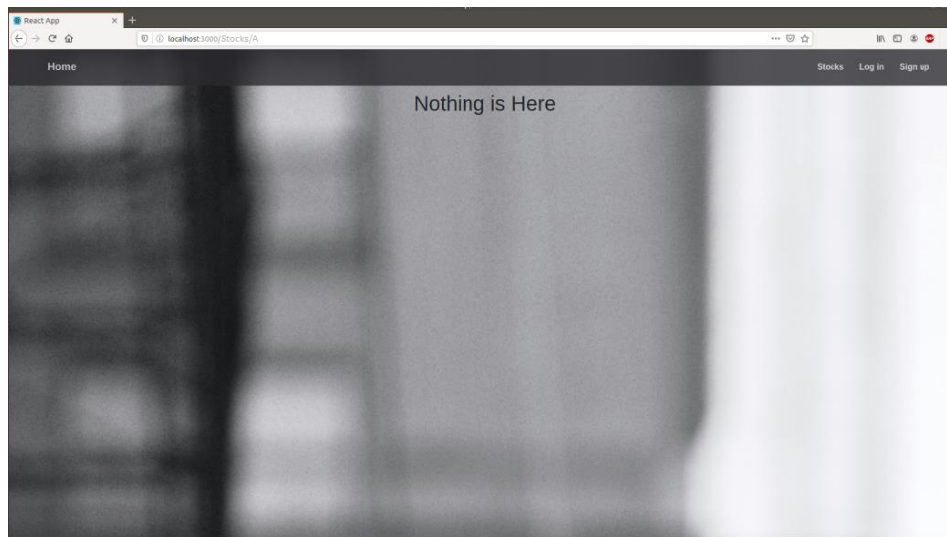 React App
localhost:3000/Stocks/A
Home
Stocks
Log in
Sign up
Nothing is Here